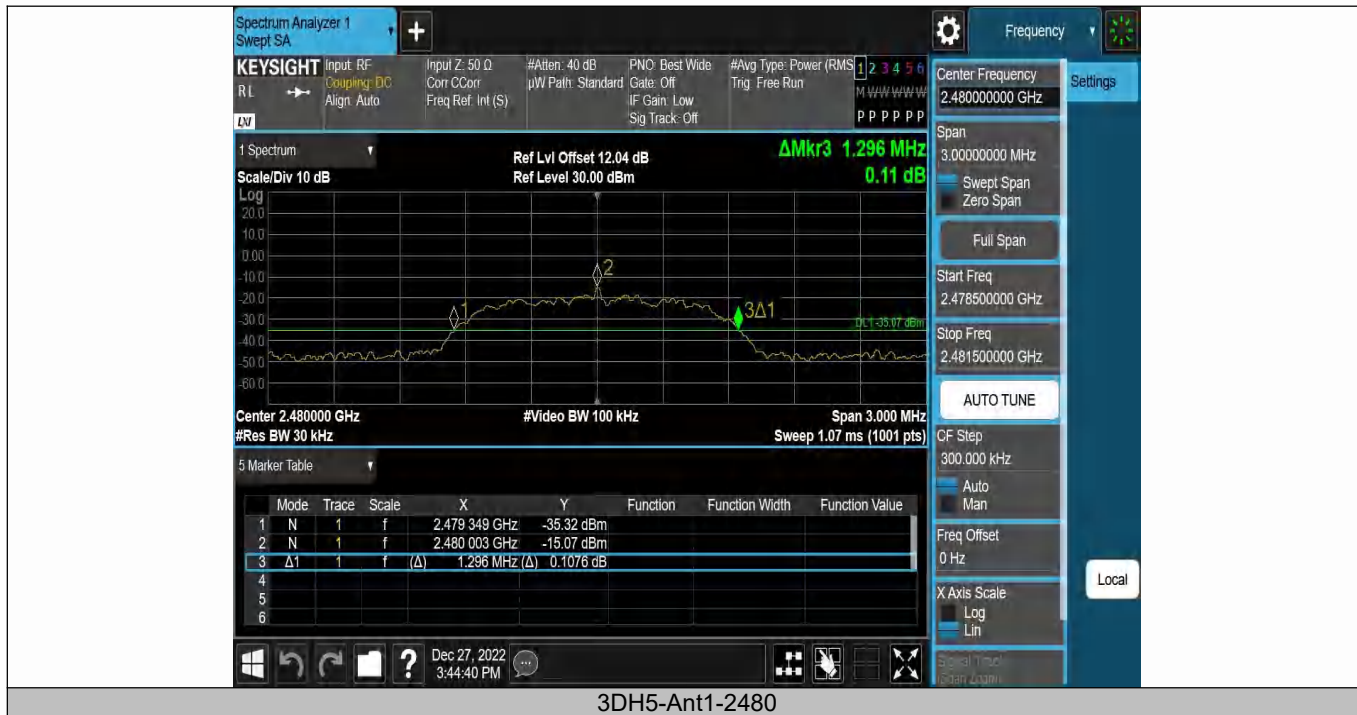 Spectrum Analyzer 1
Swept SA
+
Frequency
KEYSIGHT
RL
LXI
Input: RF
Coupling: DC
Align: Auto
Input Z: 50 Ω
Corr CCorr
Freq Ref: Int (S)
#Atten: 40 dB
µW Path: Standard
PNO: Best Wide
Gate: Off
IF Gain: Low
Sig Track: Off
#Avg Type: Power (RMS
Trig: Free Run
1 2 3 4 5 6
M W W W W W
P P P P P P
1 Spectrum
Scale/Div 10 dB
Ref Lvl Offset 12.04 dB
Ref Level 30.00 dBm
ΔMkr3 1.296 MHz
0.11 dB
Log
20.0
10.0
0.00
-10.0
-20.0
-30.0
-40.0
-50.0
-60.0
1
2
3Δ1
DL1 -35.07 dBm
Center 2.480000 GHz
#Video BW 100 kHz
Span 3.000 MHz
#Res BW 30 kHz
Sweep 1.07 ms (1001 pts)
5 Marker Table
Mode Trace Scale X Y Function Function Width Function Value
1 N 1 f 2.479 349 GHz -35.32 dBm
2 N 1 f 2.480 003 GHz -15.07 dBm
3 Δ1 1 f (Δ) 1.296 MHz (Δ) 0.1076 dB
4
5
6
Dec 27, 2022
3:44:40 PM
?
Center Frequency
2.480000000 GHz
Settings
Span
3.00000000 MHz
Swept Span
Zero Span
Full Span
Start Freq
2.478500000 GHz
Stop Freq
2.481500000 GHz
AUTO TUNE
CF Step
300.000 kHz
Auto
Man
Freq Offset
0 Hz
X Axis Scale
Log
Lin
Local
Signal Track
(Span Zoom)
3DH5-Ant1-2480